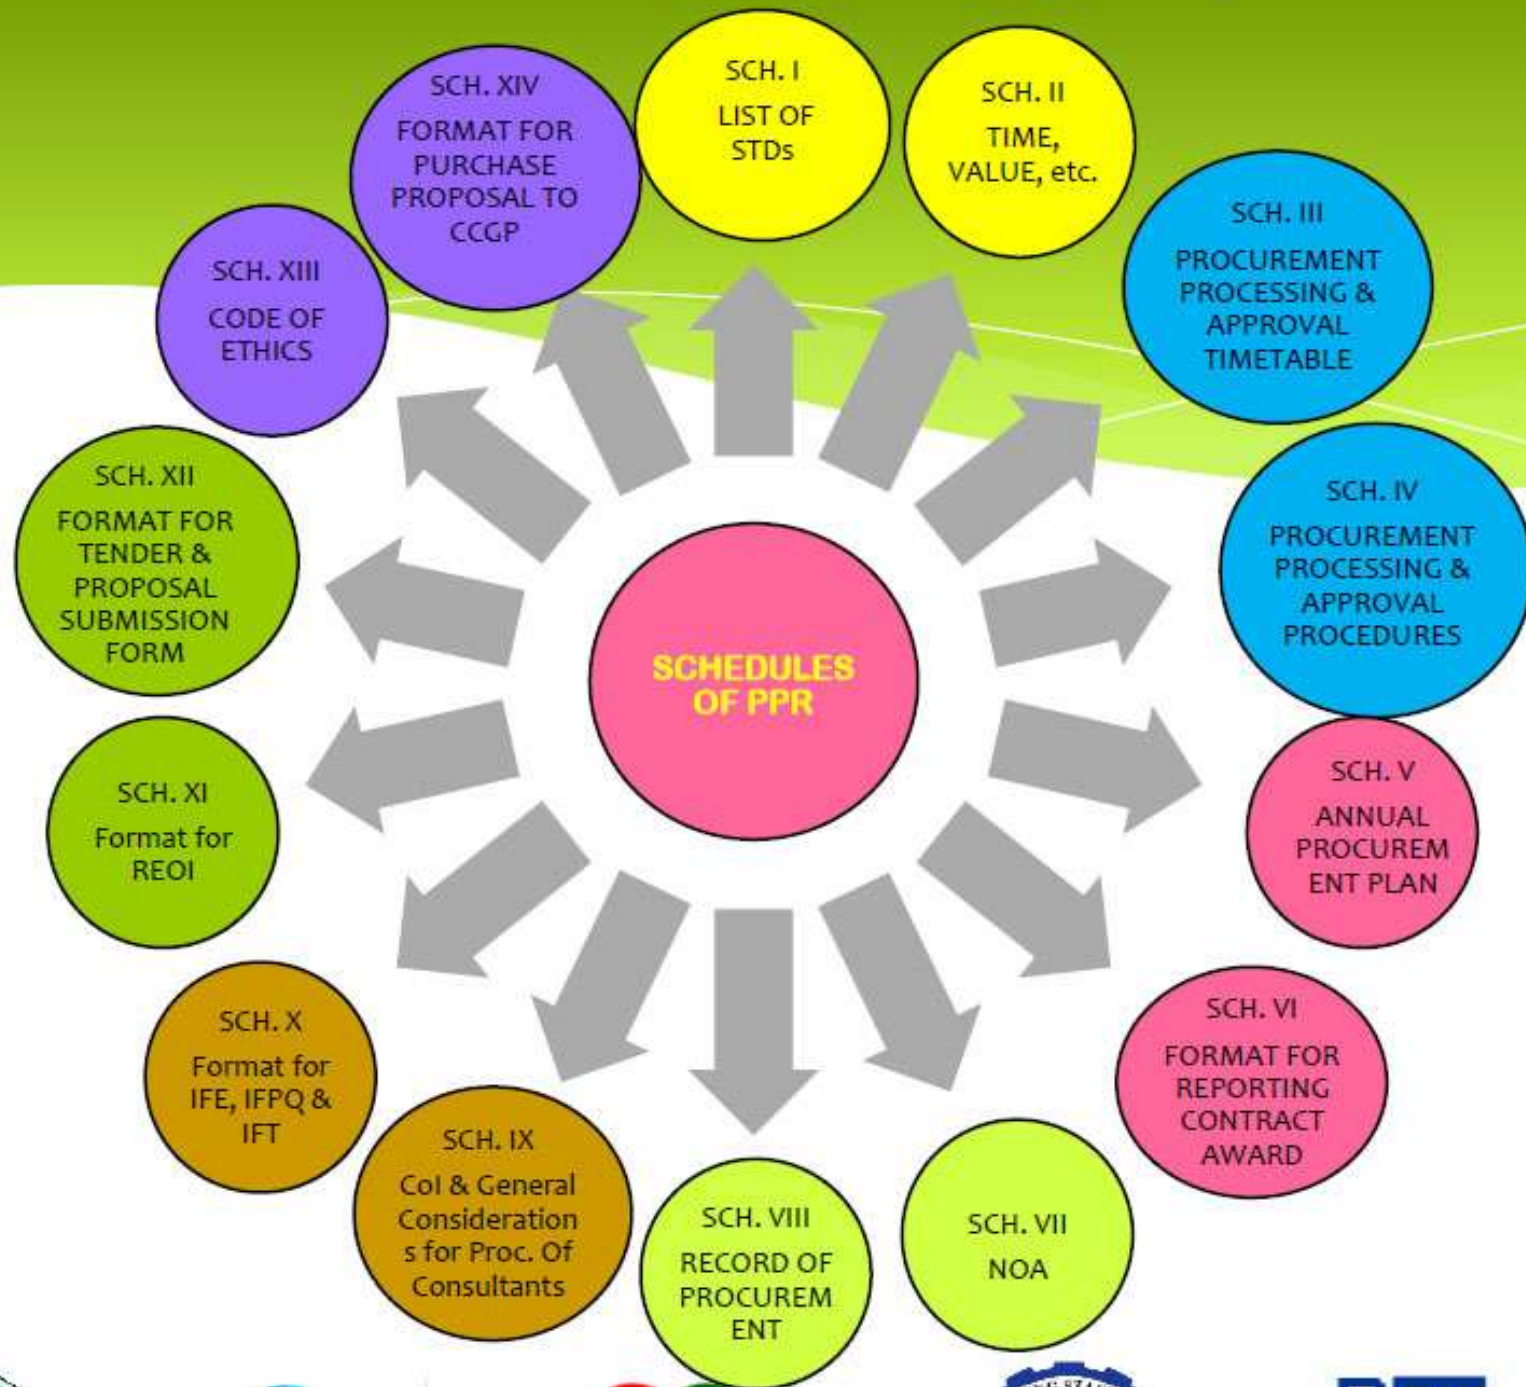 SCHEDULES
OF PPR
SCH. I
LIST OF
STDs
SCH. II
TIME,
VALUE, etc.
SCH. III
PROCUREMENT
PROCESSING &
APPROVAL
TIMETABLE
SCH. IV
PROCUREMENT
PROCESSING &
APPROVAL
PROCEDURES
SCH. V
ANNUAL
PROCUREM
ENT PLAN
SCH. VI
FORMAT FOR
REPORTING
CONTRACT
AWARD
SCH. VII
NOA
SCH. VIII
RECORD OF
PROCUREM
ENT
SCH. IX
CoI & General
Consideration
s for Proc. Of
Consultants
SCH. X
Format for
IFE, IFPQ &
IFT
SCH. XI
Format for
REOI
SCH. XII
FORMAT FOR
TENDER &
PROPOSAL
SUBMISSION
FORM
SCH. XIII
CODE OF
ETHICS
SCH. XIV
FORMAT FOR
PURCHASE
PROPOSAL TO
CCGP